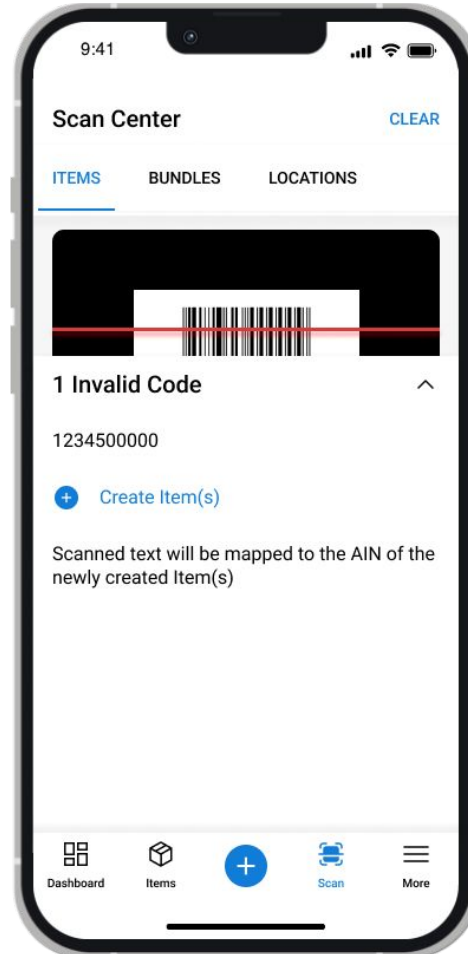 9:41
Scan Center
CLEAR
ITEMS
BUNDLES
LOCATIONS
1 Invalid Code
1234500000
Create Item(s)
Scanned text will be mapped to the AIN of the
newly created Item(s)
Dashboard
Items
Scan
More